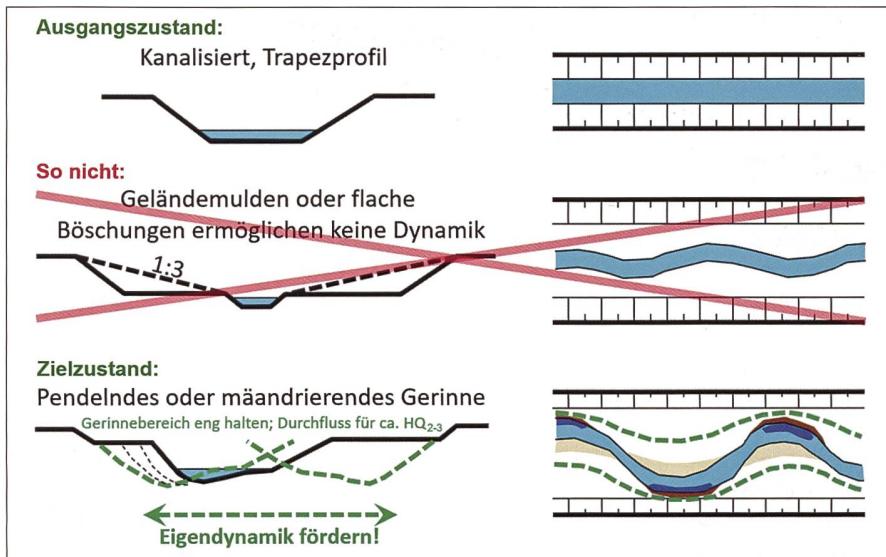 Ausgangszustand:
Kanalisiert, Trapezprofil
So nicht:
Geländemulden oder flache
Böschungen ermöglichen keine Dynamik
1:3
Zielzustand:
Pendelndes oder mäandrierendes Gerinne
Gerinnebereich eng halten; Durchfluss für ca. HQ2-3
Eigendynamik fördern!